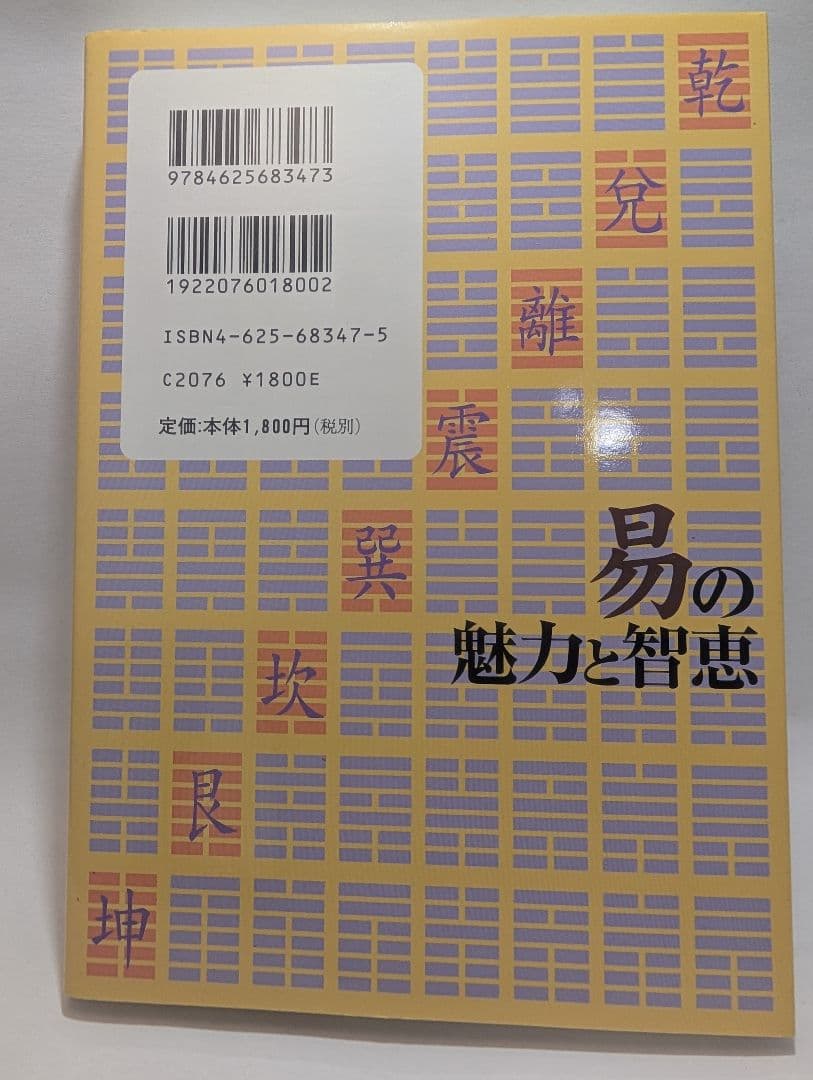 9784625683473
1922076018002
ISBN4-625-68347-5
C2076 ¥1800E
定価:本体1,800円(税別)
乾
兌
離
震
巽
坎
艮
坤
易の
魅力と智恵